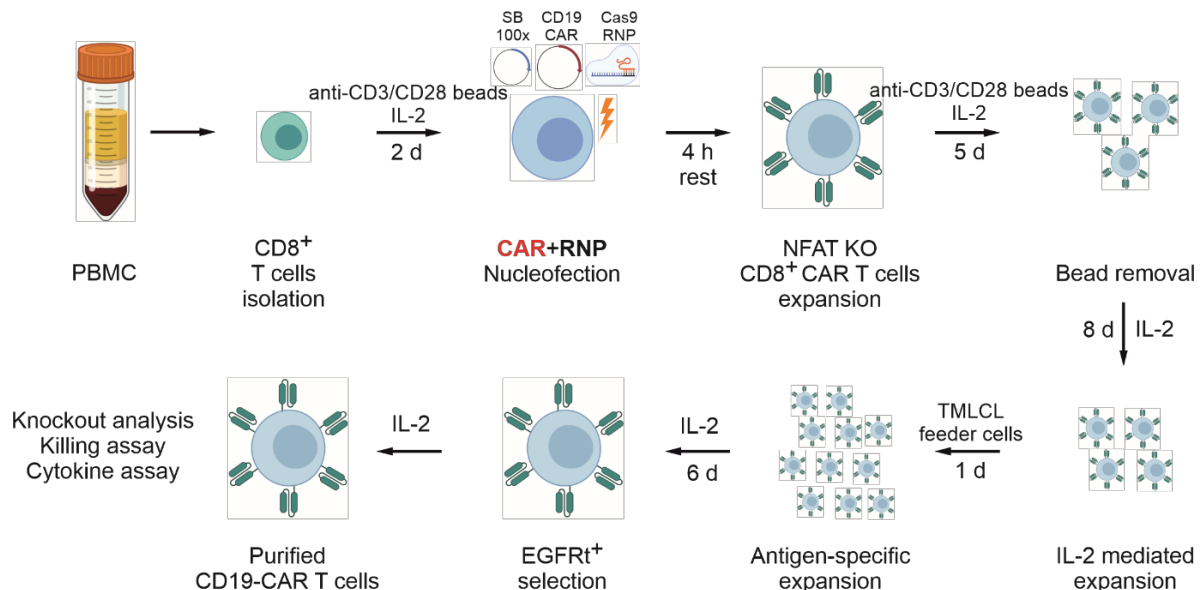 SB
100x
CD19
CAR
Cas9
RNP
anti-CD3/CD28 beads
IL-2
2 d
4 h
rest
anti-CD3/CD28 beads
IL-2
5 d
PBMC
CD8+
T cells
isolation
CAR+RNP
Nucleofection
NFAT KO
CD8+ CAR T cells
expansion
Bead removal
8 d
IL-2
Knockout analysis
Killing assay
Cytokine assay
IL-2
IL-2
6 d
TMLCL
feeder cells
1 d
Purified
CD19-CAR T cells
EGFRt+
selection
Antigen-specific
expansion
IL-2 mediated
expansion